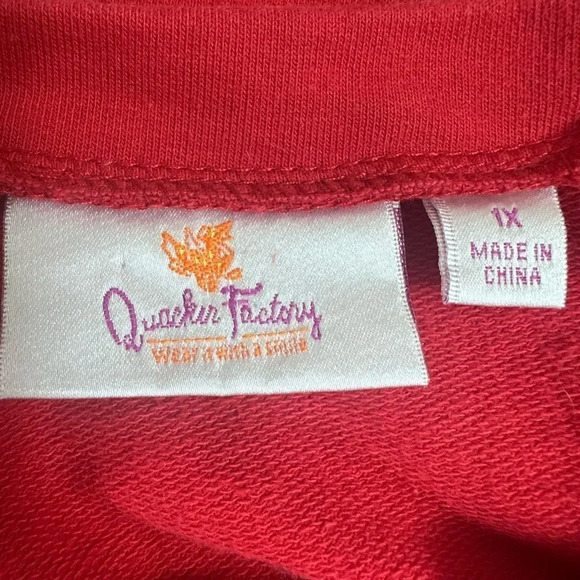 Quacker Factory
Wear it with a smile
1X
MADE IN
CHINA